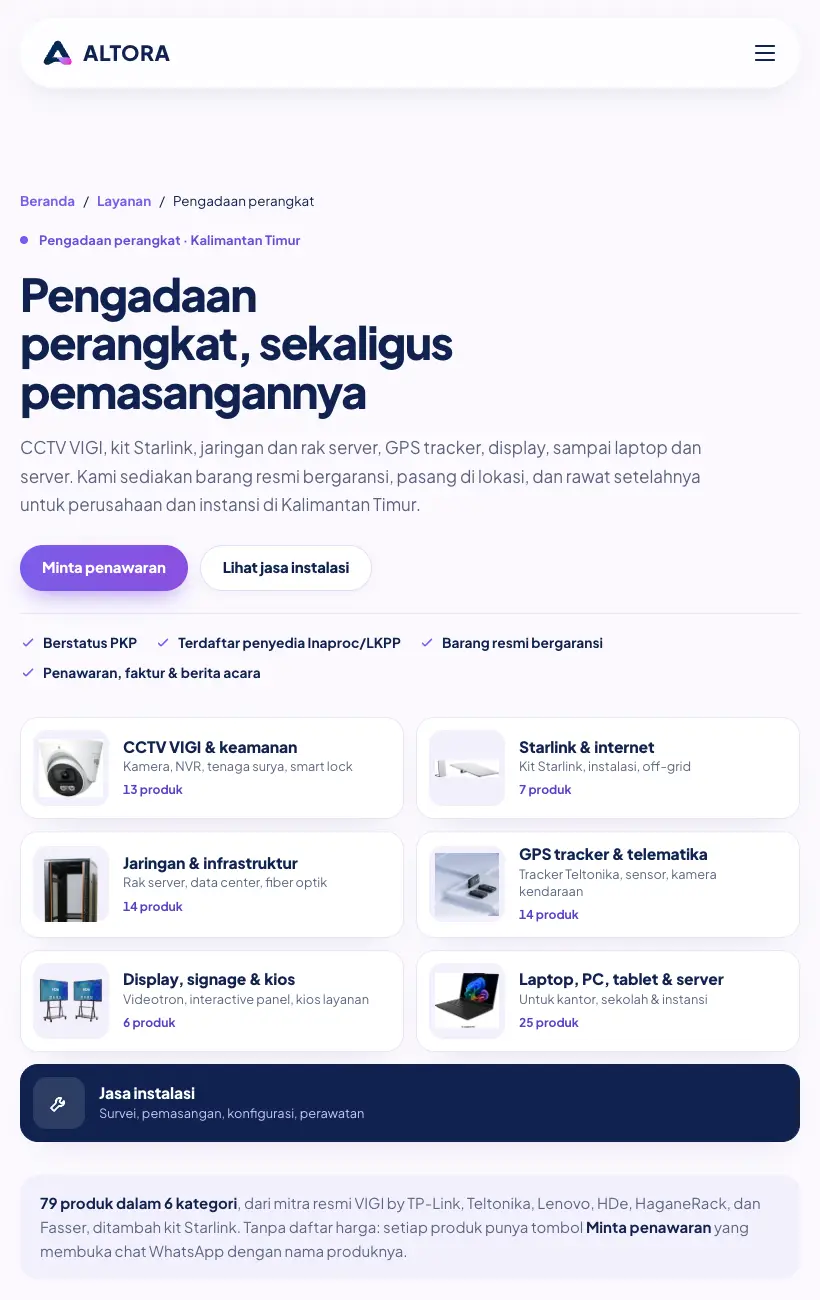 ALTORA
Beranda / Layanan / Pengadaan perangkat
Pengadaan perangkat · Kalimantan Timur
Pengadaan
perangkat, sekaligus
pemasangannya
CCTV VIGI, kit Starlink, jaringan dan rak server, GPS tracker, display, sampai laptop dan
server. Kami sediakan barang resmi bergaransi, pasang di lokasi, dan rawat setelahnya
untuk perusahaan dan instansi di Kalimantan Timur.
Minta penawaran
Lihat jasa instalasi
Berstatus PKP
Terdaftar penyedia Inaproc/LKPP
Barang resmi bergaransi
Penawaran, faktur & berita acara
CCTV VIGI & keamanan
Kamera, NVR, tenaga surya, smart lock
13 produk
Starlink & internet
Kit Starlink, instalasi, off-grid
7 produk
Jaringan & infrastruktur
Rak server, data center, fiber optik
14 produk
GPS tracker & telematika
Tracker Teltonika, sensor, kamera
kendaraan
14 produk
Display, signage & kios
Videotron, interactive panel, kios layanan
6 produk
Laptop, PC, tablet & server
Untuk kantor, sekolah & instansi
25 produk
Jasa instalasi
Survei, pemasangan, konfigurasi, perawatan
79 produk dalam 6 kategori, dari mitra resmi VIGI by TP-Link, Teltonika, Lenovo, HDe, HaganeRack, dan
Fasser, ditambah kit Starlink. Tanpa daftar harga: setiap produk punya tombol Minta penawaran yang
membuka chat WhatsApp dengan nama produknya.